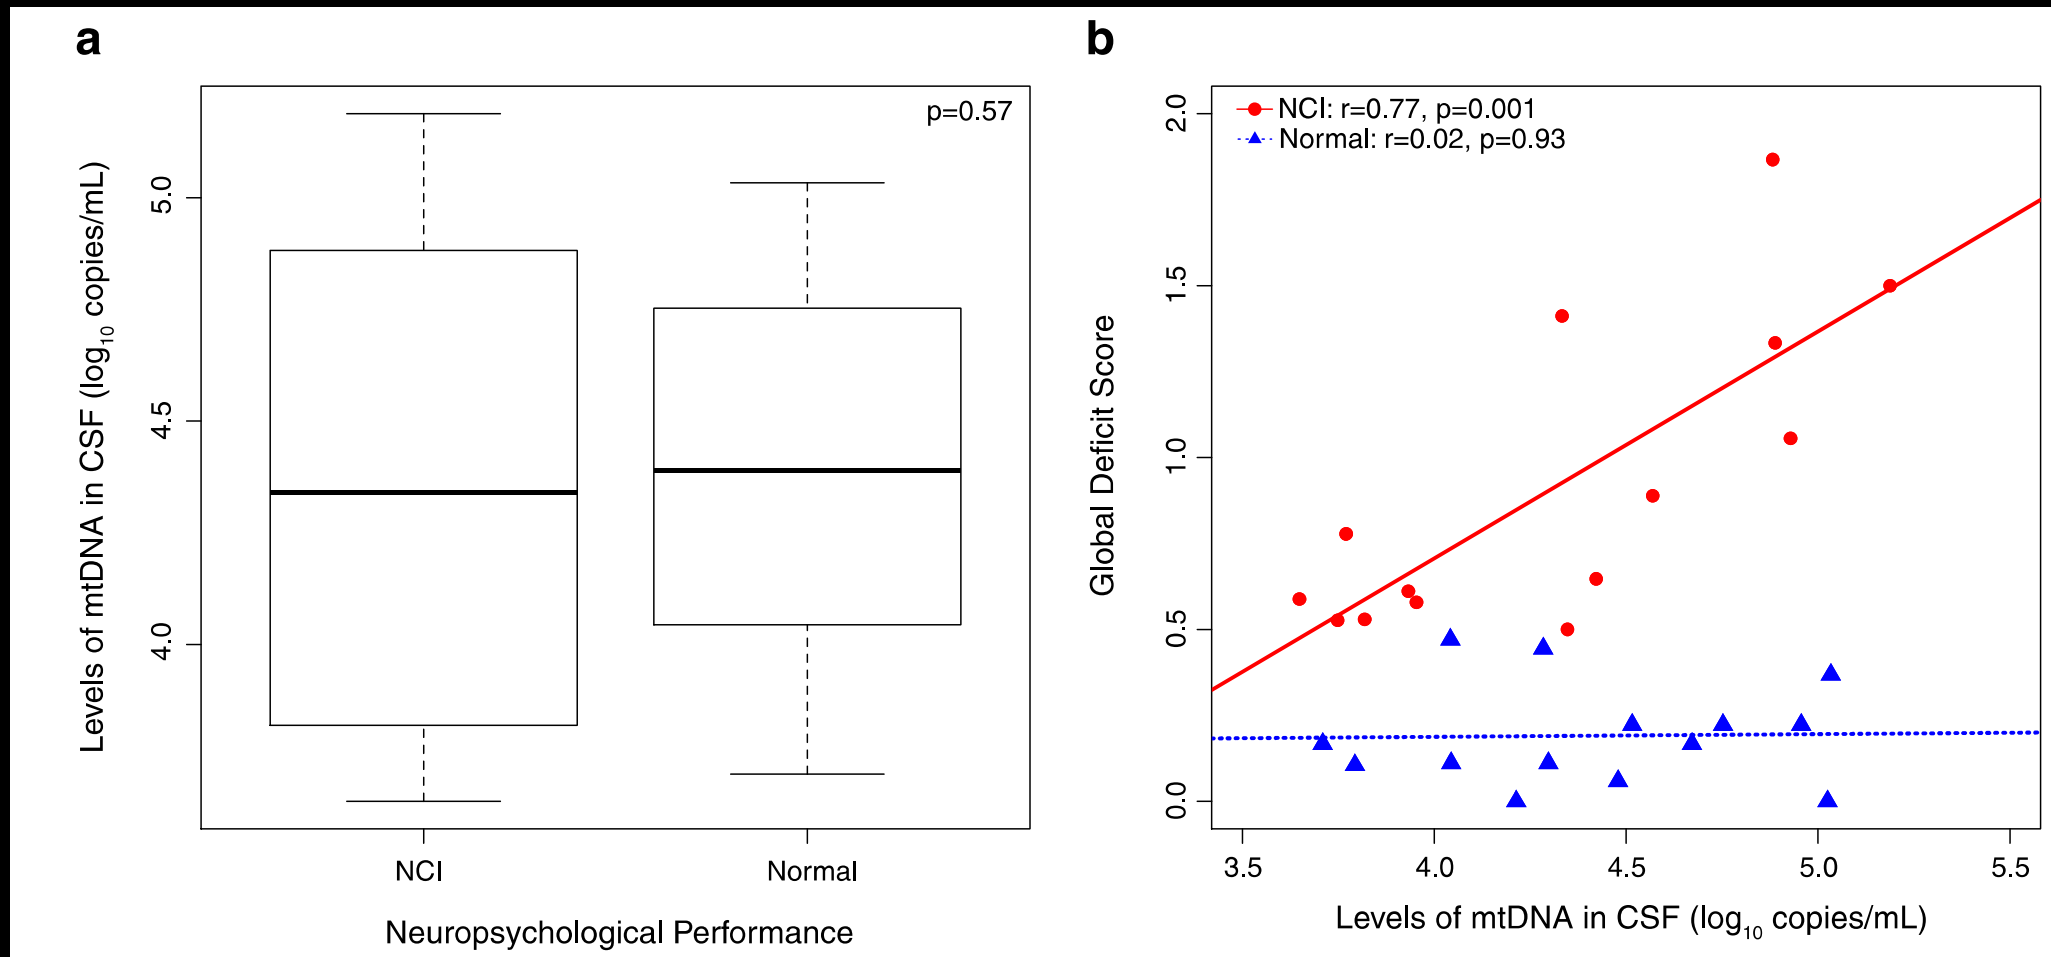 a
p=0.57
5.0
4.5
4.0
Levels of mtDNA in CSF (log10 copies/mL)
NCI
Normal
Neuropsychological Performance
b
NCI: r=0.77, p=0.001
Normal: r=0.02, p=0.93
2.0
1.5
1.0
0.5
0.0
Global Deficit Score
3.5
4.0
4.5
5.0
5.5
Levels of mtDNA in CSF (log10 copies/mL)